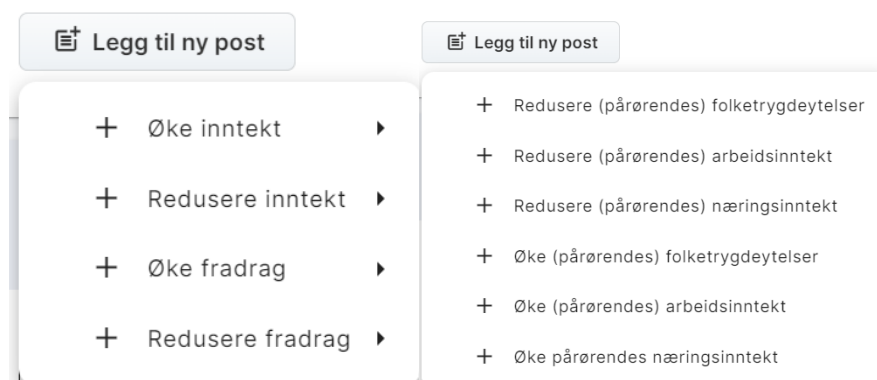 Legg til ny post
Øke inntekt
Redusere inntekt
Øke fradrag
Redusere fradrag
Legg til ny post
Redusere (pårørendes) folketrygdeytelser
Redusere (pårørendes) arbeidsinntekt
Redusere (pårørendes) næringsinntekt
Øke (pårørendes) folketrygdeytelser
Øke (pårørendes) arbeidsinntekt
Øke pårørendes næringsinntekt